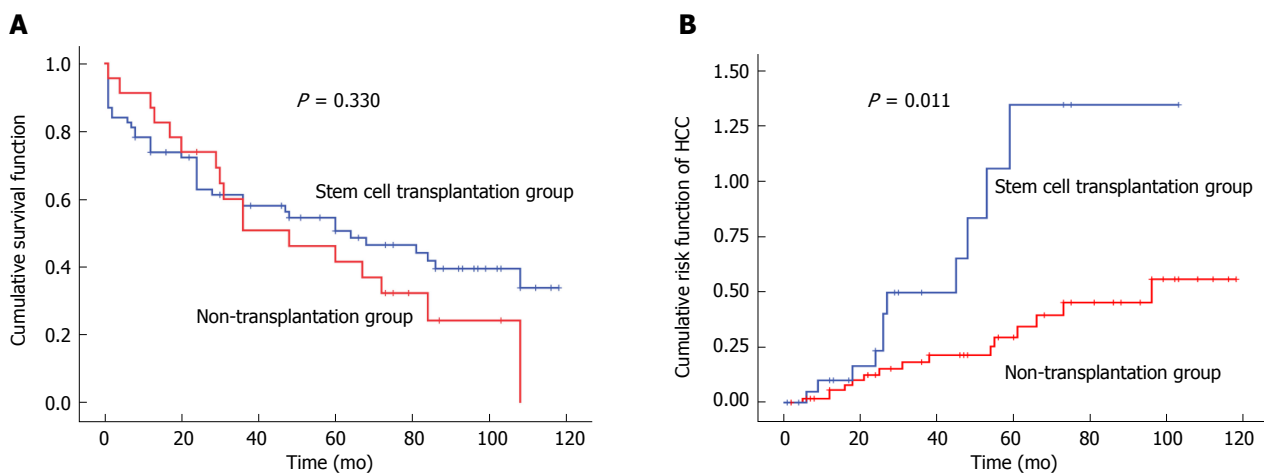 A
Cumulative survival function
1.0
0.8
0.6
0.4
0.2
0.0
P = 0.330
Stem cell transplantation group
Non-transplantation group
0 20 40 60 80 100 120
Time (mo)
B
Cumulative risk function of HCC
1.50
1.25
1.00
0.75
0.50
0.25
0.00
P = 0.011
Stem cell transplantation group
Non-transplantation group
0 20 40 60 80 100 120
Time (mo)